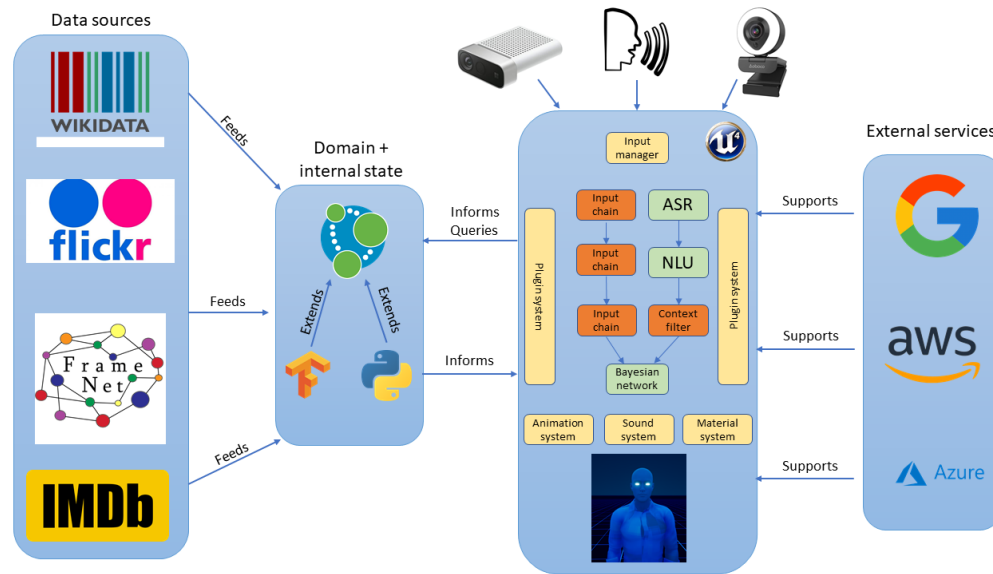 Data sources
WIKIDATA
flickr
Frame
Net
IMDb
Feeds
Feeds
Feeds
Domain +
internal state
Extends
Extends
Informs
Queries
Informs
Input
manager
U
4
Plugin system
Input
chain
ASR
Input
chain
NLU
Input
chain
Context
filter
Bayesian
network
Plugin system
Animation
system
Sound
system
Material
system
Supports
Supports
Supports
External services
G
aws
Azure